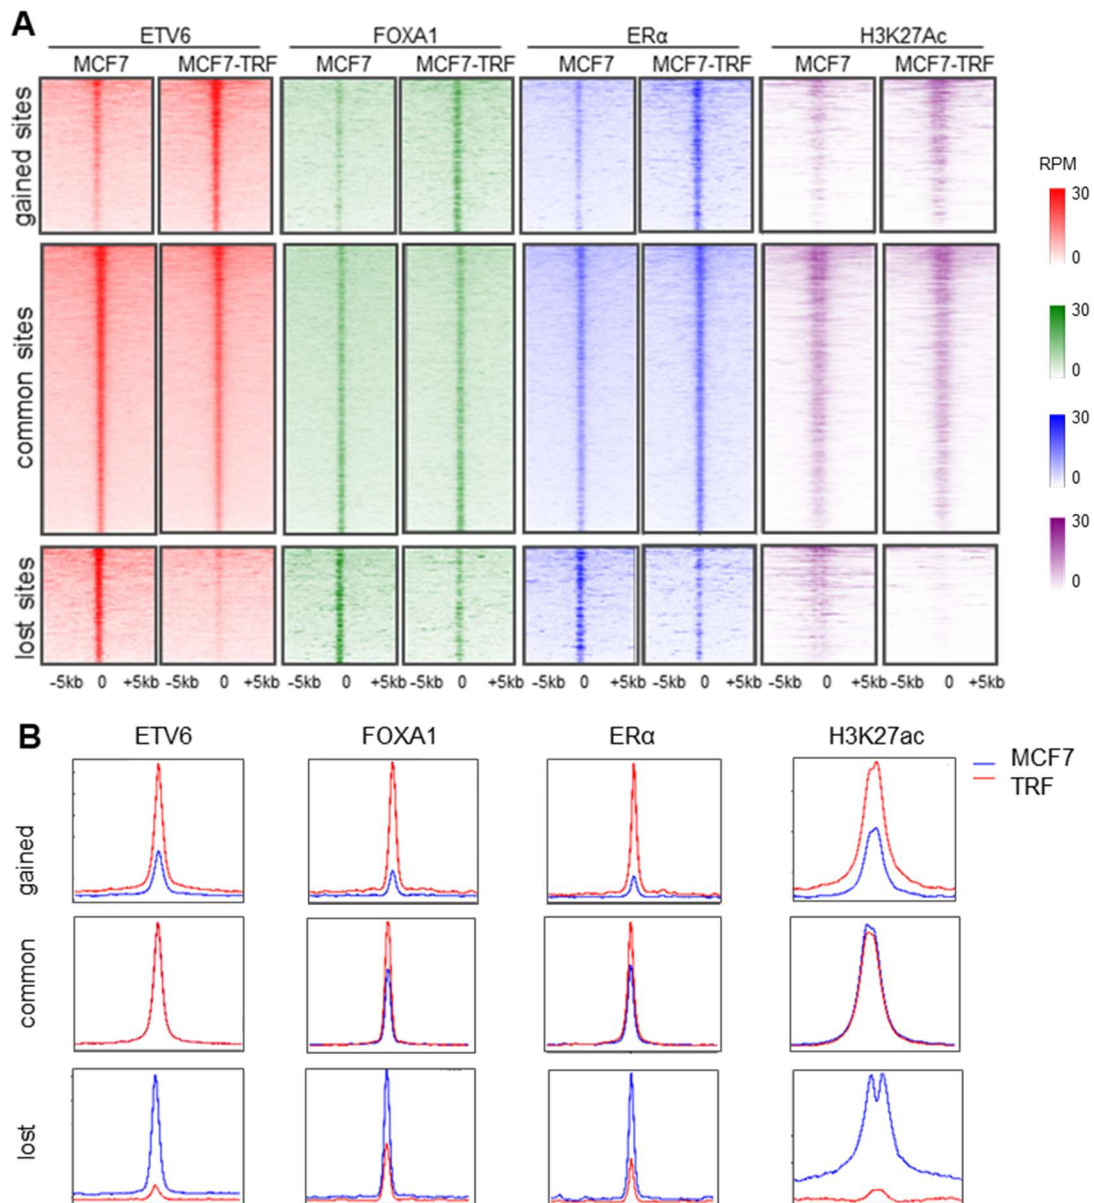 A
ETV6 FOXA1 ERα H3K27Ac
MCF7 MCF7-TRF MCF7 MCF7-TRF MCF7 MCF7-TRF MCF7 MCF7-TRF
gained sites
common sites
lost sites
RPM
30
0
30
0
30
0
30
0
-5kb 0 +5kb -5kb 0 +5kb -5kb 0 +5kb -5kb 0 +5kb -5kb 0 +5kb -5kb 0 +5kb -5kb 0 +5kb -5kb 0 +5kb
B
ETV6 FOXA1 ERα H3K27ac
MCF7
TRF
gained
common
lost